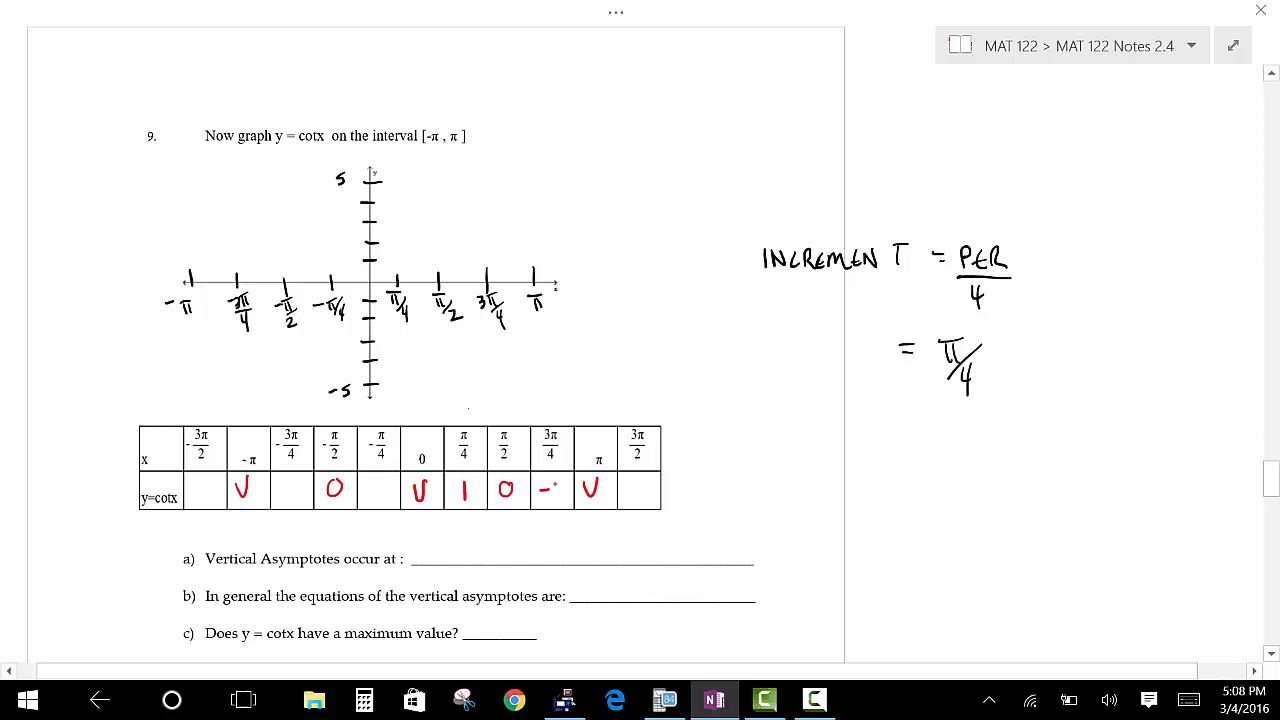 ...
MAT 122 > MAT 122 Notes 2.4
9. Now graph y = cotx on the interval [-π , π ]
y
5
INCREMENT = PER/4
x
-π -3π/4 -π/2 -π/4 π/4 π/2 3π/4 π
= π/4
-5
x -3π/2 -π -3π/4 -π/2 -π/4 0 π/4 π/2 3π/4 π 3π/2
y=cotx V 0 V 1 0 - V
a) Vertical Asymptotes occur at :
b) In general the equations of the vertical asymptotes are:
c) Does y = cotx have a maximum value?
5:08 PM
3/4/2016